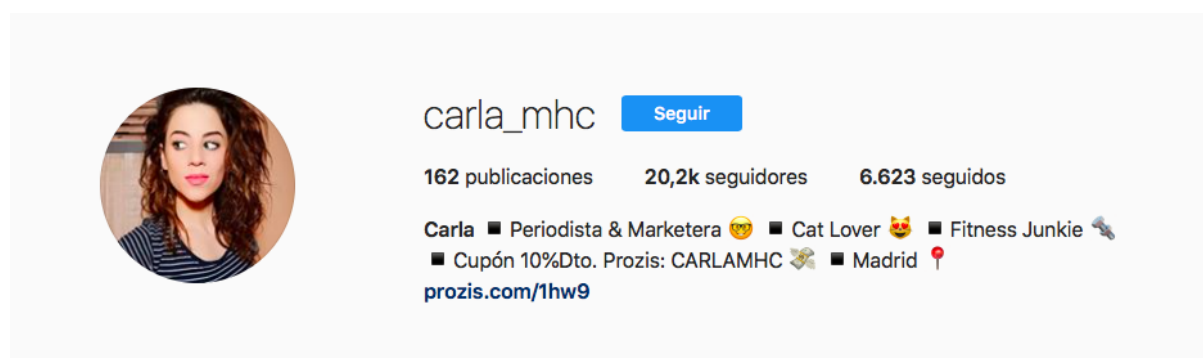 carla_mhc Seguir
162 publicaciones 20,2k seguidores 6.623 seguidos
Carla ◾ Periodista & Marketera 🤓 ◾ Cat Lover 😻 ◾ Fitness Junkie 🔩
◾ Cupón 10%Dto. Prozis: CARLAMHC 💸 ◾ Madrid 📍
prozis.com/1hw9